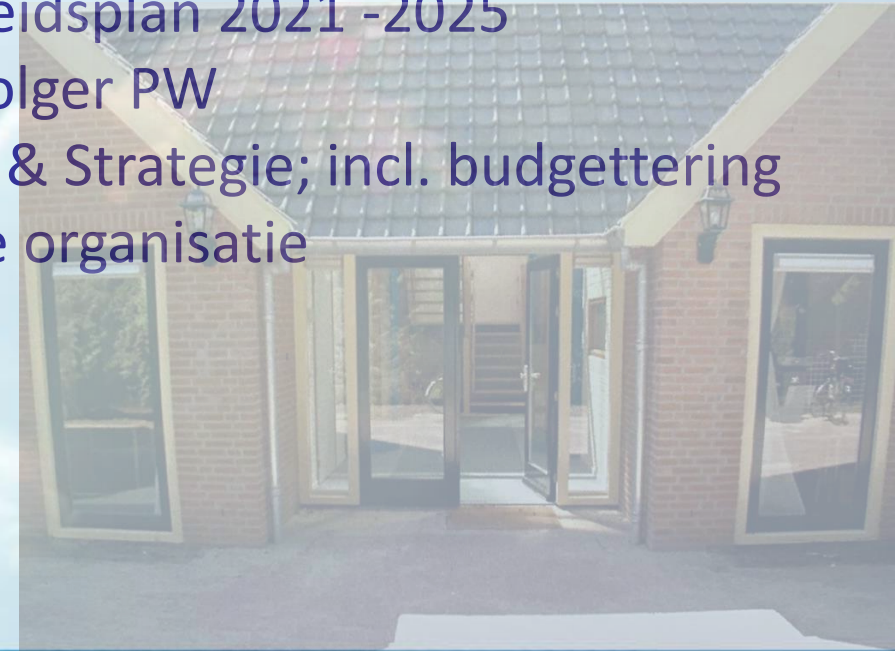 eidsplan 2021 -2025
olger PW
& Strategie; incl. budgettering
e organisatie